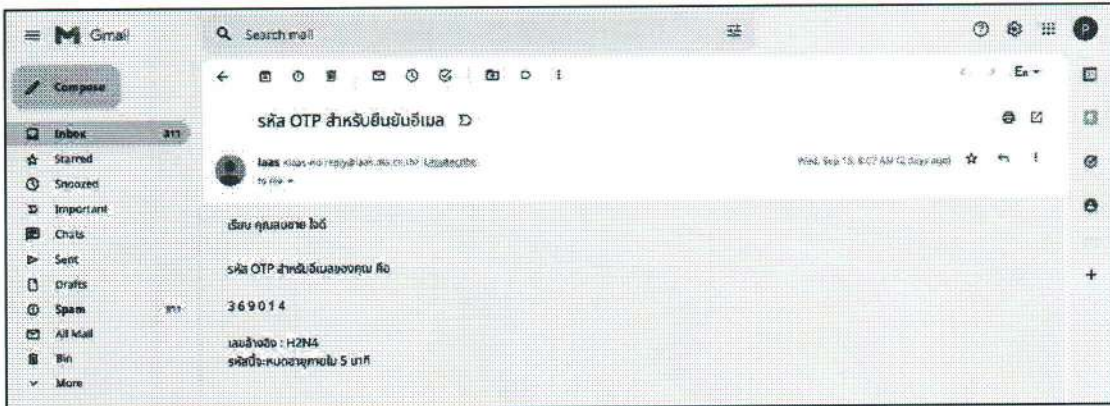 Gmail
Search mail
Compose
En
รหัส OTP สำหรับยืนยันอีเมล
Inbox
Starred
Snoozed
Important
Chats
Sent
Drafts
Spam
All Mail
Bin
More
laas
Unsubscribe
to me
เรียน คุณสมชาย ใจดี
รหัส OTP สำหรับอีเมลของคุณ คือ
369014
เลขอ้างอิง : H2N4
รหัสนี้จะหมดอายุภายใน 5 นาที
P